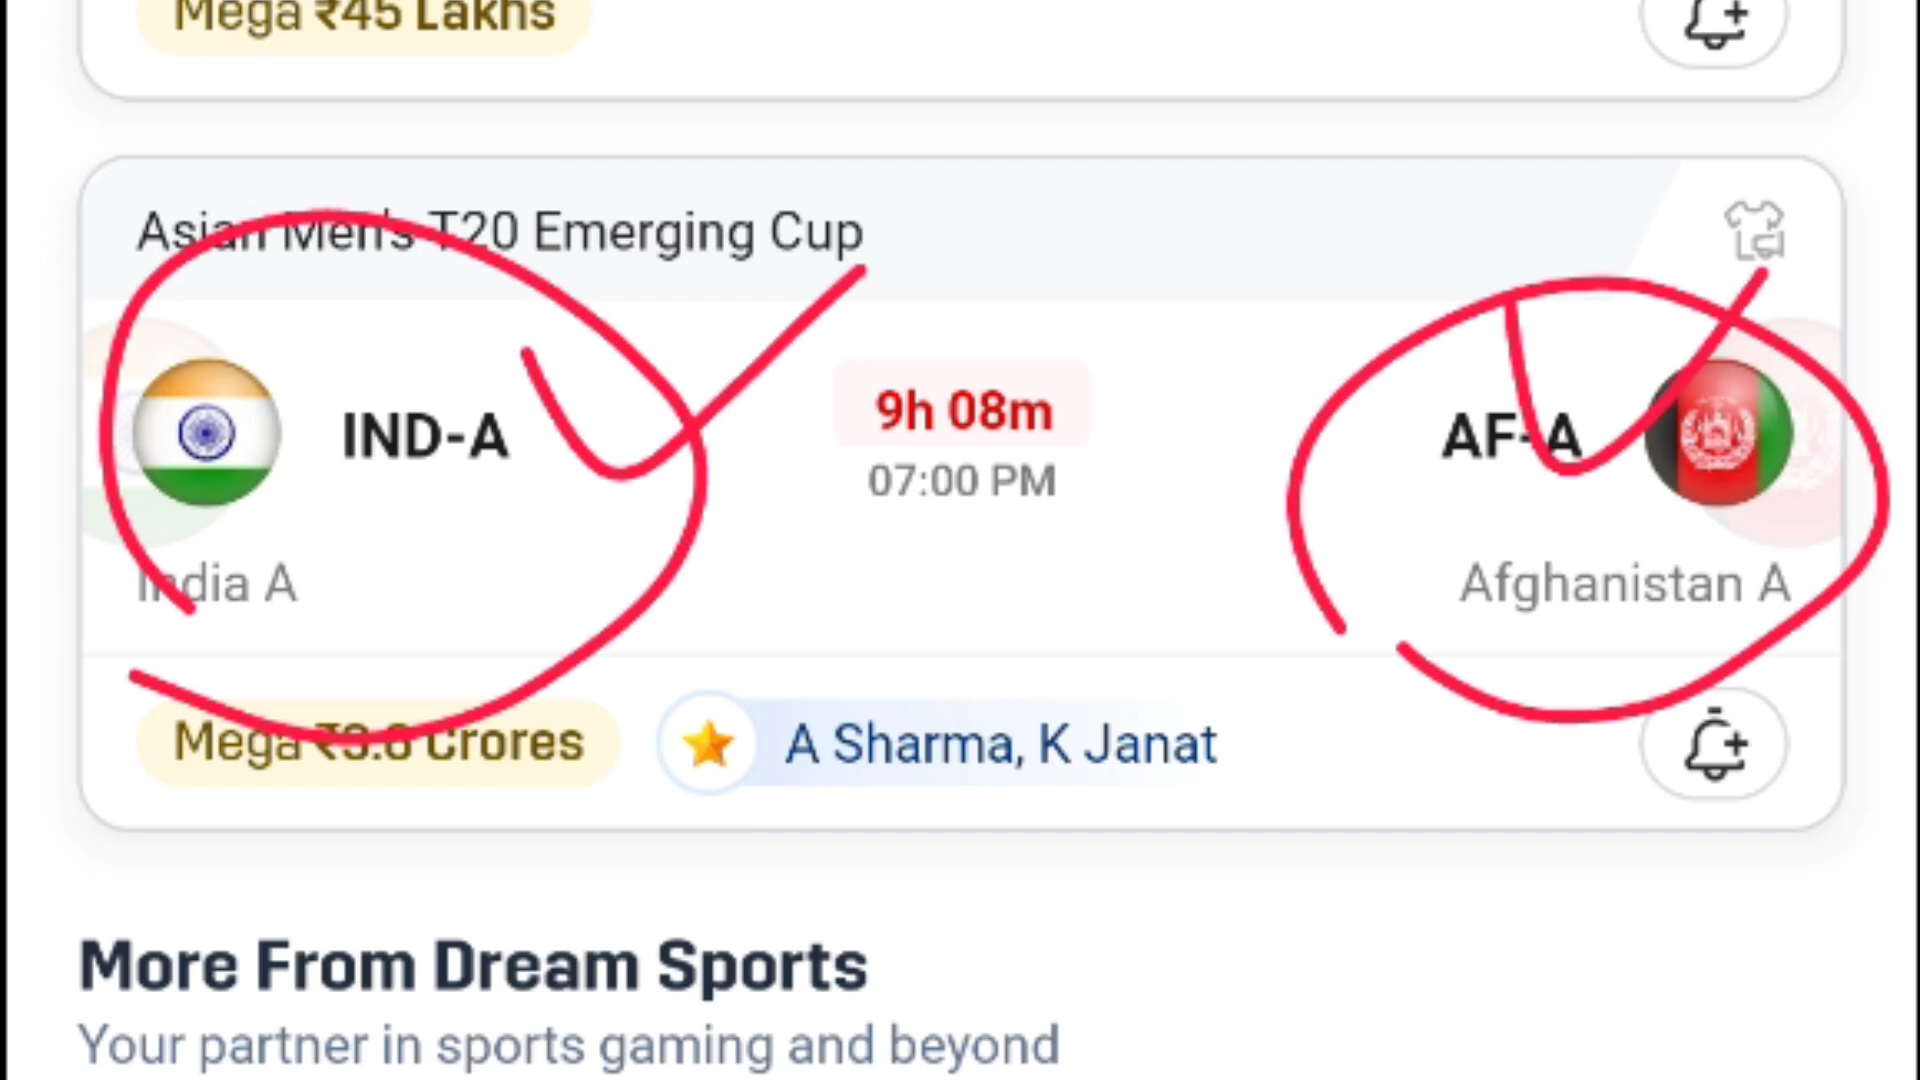 Mega ₹45 Lakhs
Asian Men's T20 Emerging Cup
IND-A
9h 08m
07:00 PM
AF-A
India A
Afghanistan A
Mega Crores
A Sharma, K Janat
More From Dream Sports
Your partner in sports gaming and beyond